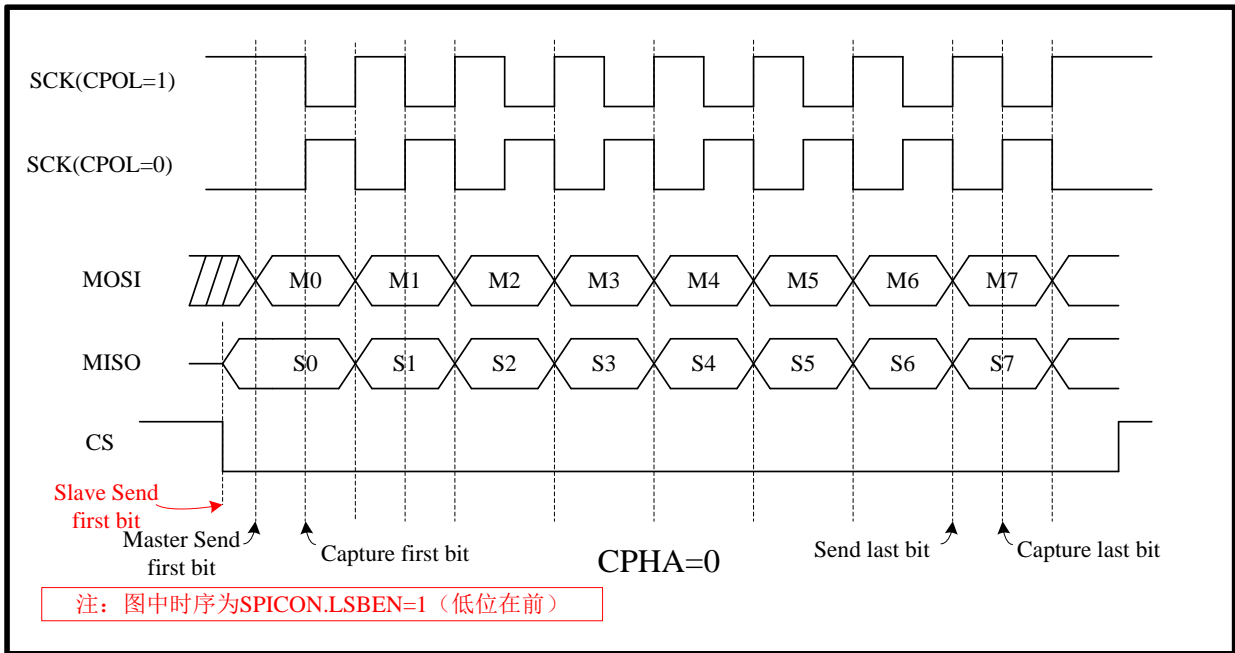 SCK(CPOL=1)
SCK(CPOL=0)
MOSI M0 M1 M2 M3 M4 M5 M6 M7
MISO S0 S1 S2 S3 S4 S5 S6 S7
CS
Slave Send
first bit
Master Send
first bit
Capture first bit
CPHA=0
Send last bit
Capture last bit
注：图中时序为SPICON.LSBEN=1（低位在前）